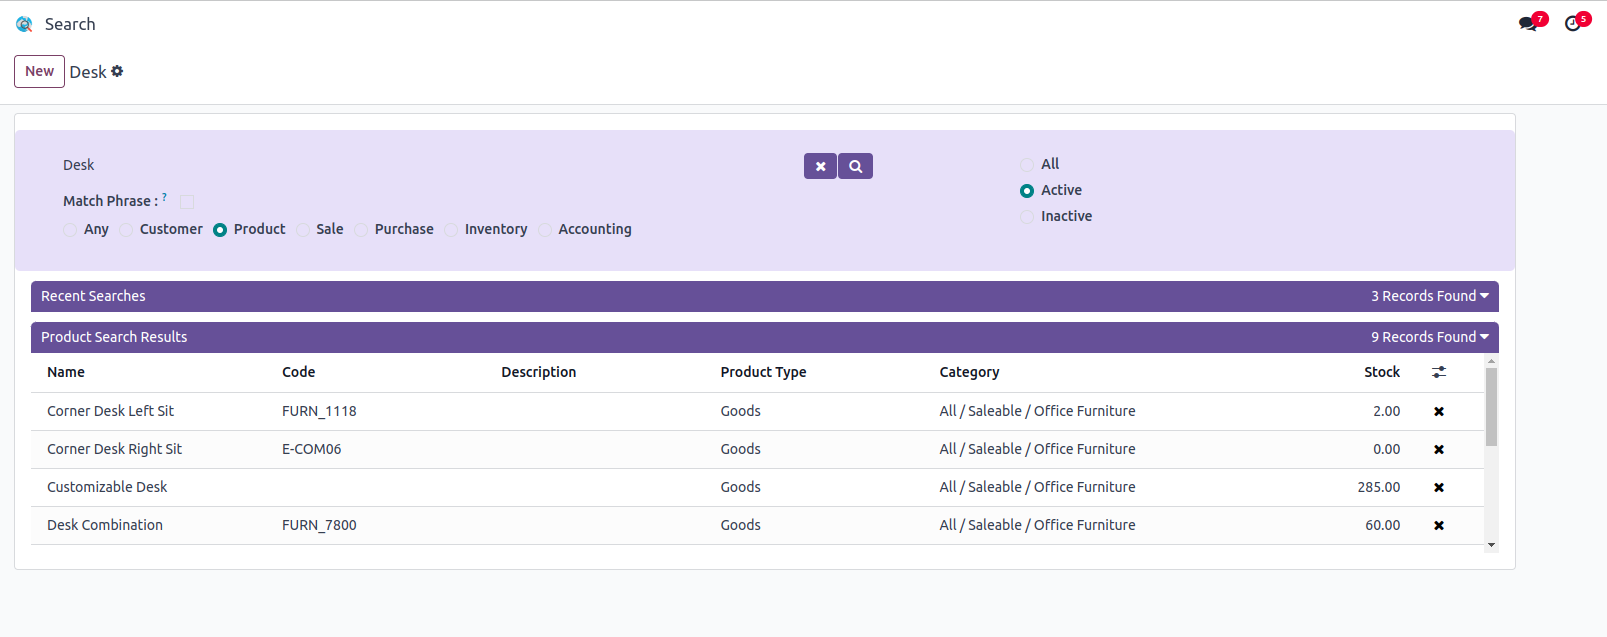 Search 7 5
New Desk
Desk
All
Active
Match Phrase : ?
Inactive
Any Customer Product Sale Purchase Inventory Accounting
Recent Searches 3 Records Found
Product Search Results 9 Records Found
Name Code Description Product Type Category Stock
Corner Desk Left Sit FURN_1118 Goods All / Saleable / Office Furniture 2.00
Corner Desk Right Sit E-COM06 Goods All / Saleable / Office Furniture 0.00
Customizable Desk Goods All / Saleable / Office Furniture 285.00
Desk Combination FURN_7800 Goods All / Saleable / Office Furniture 60.00